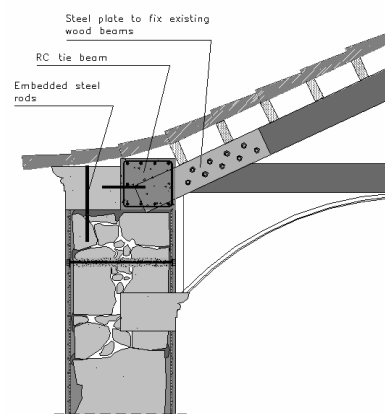 Steel plate to fix existing
wood beams
RC tie beam
Embedded steel
rods